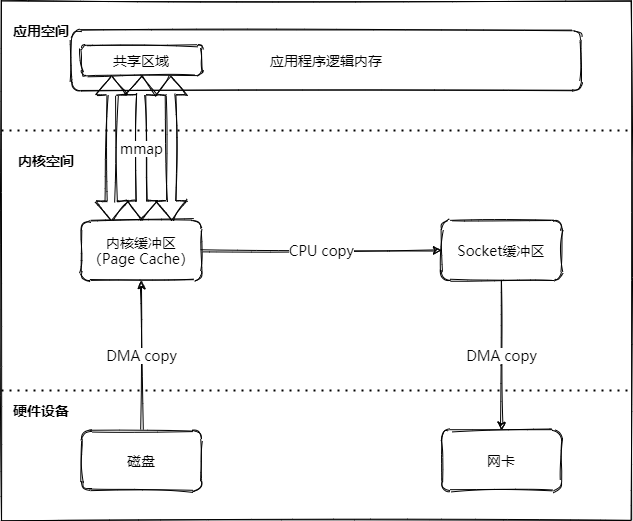 应用空间
共享区域
应用程序逻辑内存
mmap
内核空间
内核缓冲区
（Page Cache）
CPU copy
Socket缓冲区
DMA copy
DMA copy
硬件设备
磁盘
网卡